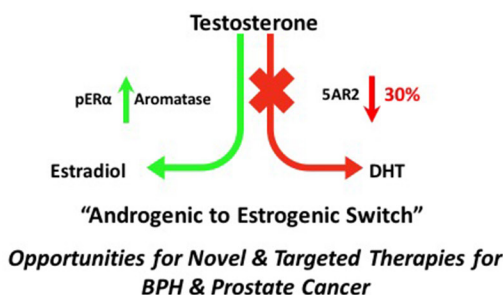 Testosterone
pERα Aromatase 5AR2 30%
Estradiol DHT
“Androgenic to Estrogenic Switch”
Opportunities for Novel & Targeted Therapies for
BPH & Prostate Cancer